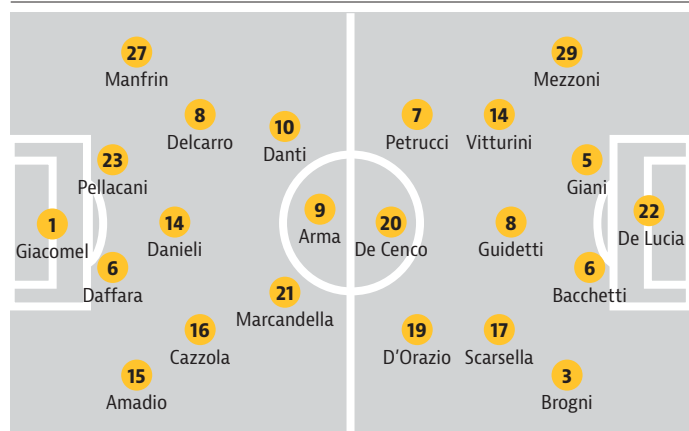 27
Manfrin
8
Delcarro
10
Danti
23
Pellacani
9
Arma
1
Giacomel
14
Danieli
6
Daffara
21
Marcandella
16
Cazzola
15
Amadio
29
Mezzoni
7
Petrucci
14
Vitturini
5
Giani
22
De Lucia
20
De Cenco
8
Guidetti
6
Bacchetti
19
D'Orazio
17
Scarsella
3
Brogni